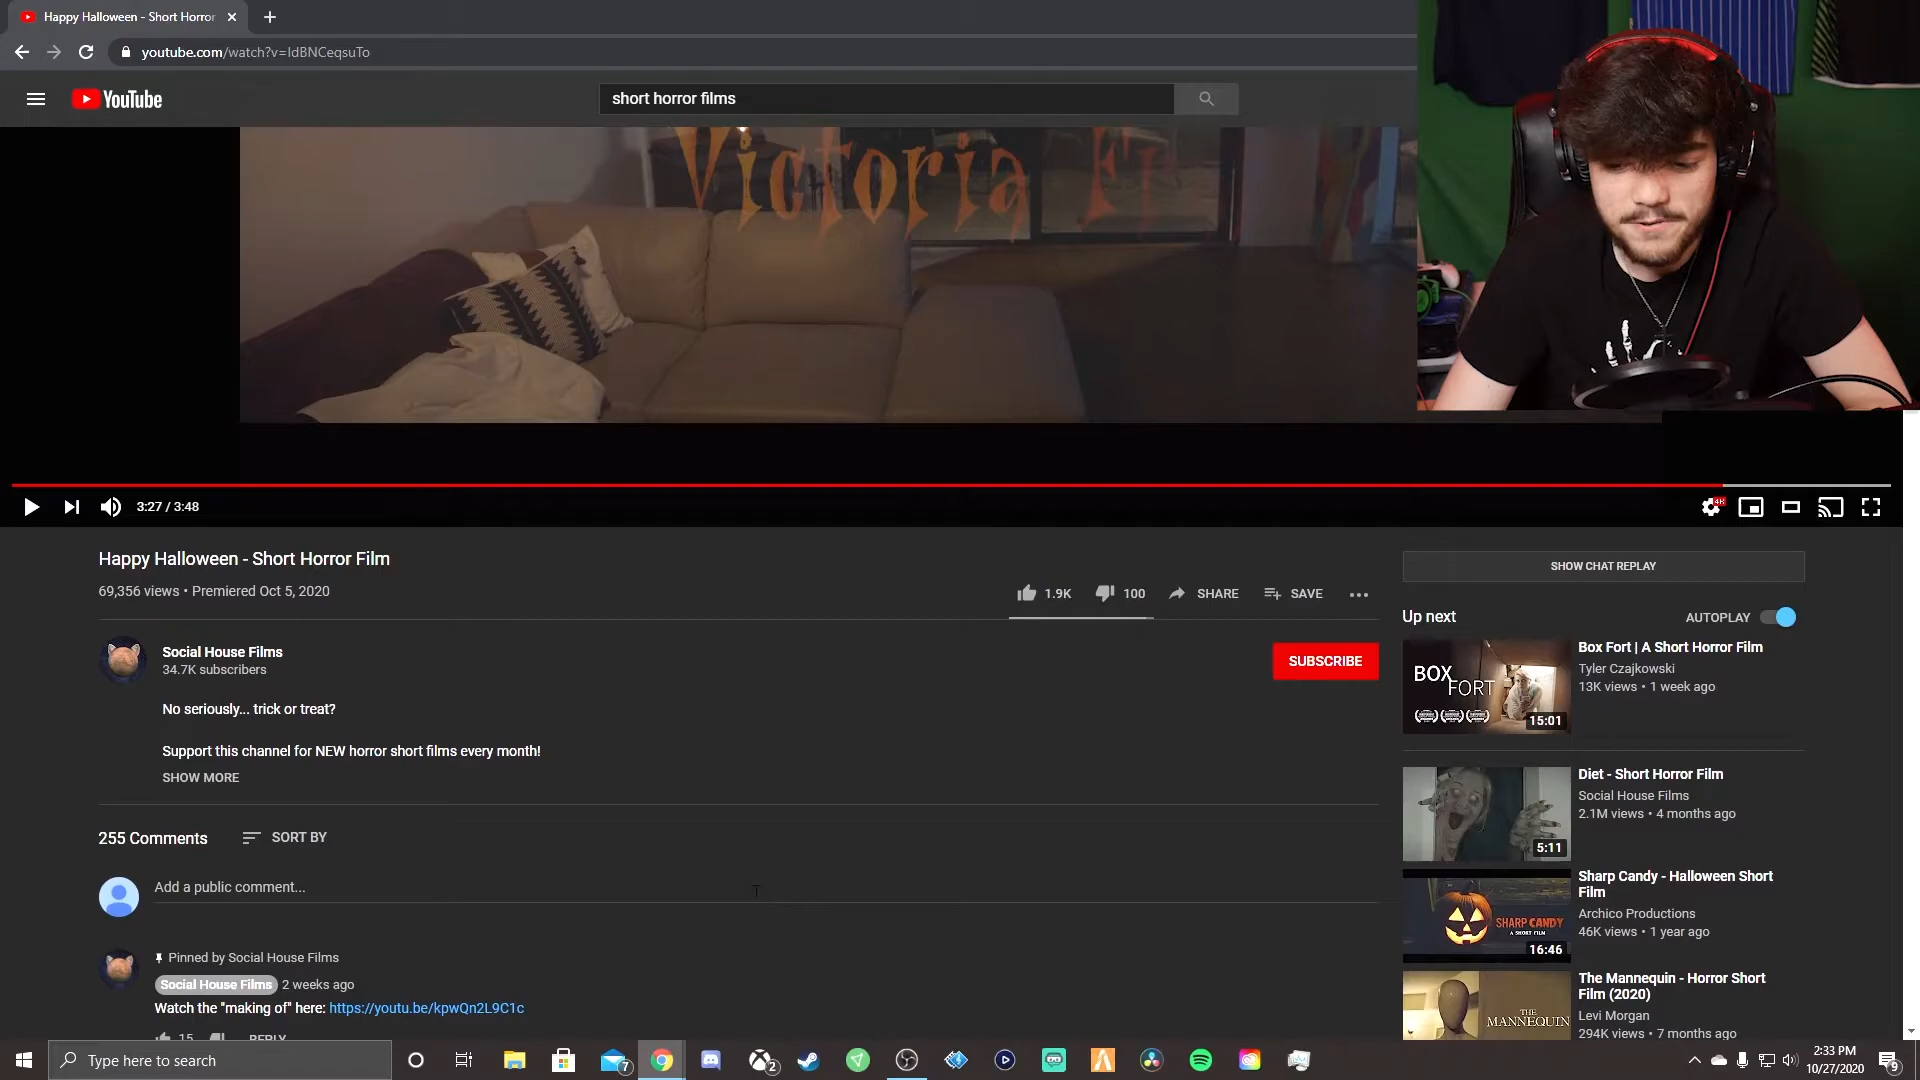 Happy Halloween - Short Horror
youtube.com/watch?v=IdBNCeqsuTo
YouTube
short horror films
Victoria
3:27 / 3:48
4K
Happy Halloween - Short Horror Film
69,356 views • Premiered Oct 5, 2020
1.9K
100
SHARE
SAVE
Social House Films
34.7K subscribers
SUBSCRIBE
No seriously... trick or treat?
Support this channel for NEW horror short films every month!
SHOW MORE
255 Comments
SORT BY
Add a public comment...
Pinned by Social House Films
Social House Films 2 weeks ago
Watch the "making of" here: https://youtu.be/kpwQn2L9C1c
15
REPLY
SHOW CHAT REPLAY
Up next
AUTOPLAY
BOX
FORT
15:01
Box Fort | A Short Horror Film
Tyler Czajkowski
13K views • 1 week ago
5:11
Diet - Short Horror Film
Social House Films
2.1M views • 4 months ago
SHARP CANDY
A SHORT FILM
16:46
Sharp Candy - Halloween Short
Film
Archico Productions
46K views • 1 year ago
THE
MANNEQUIN
The Mannequin - Horror Short
Film (2020)
Levi Morgan
294K views • 7 months ago
Type here to search
7
2
2:33 PM
10/27/2020
9